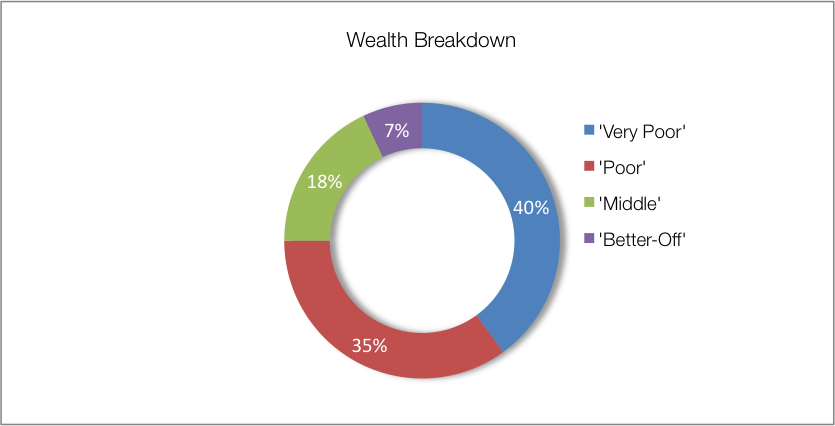 Wealth Breakdown
7%
18%
40%
35%
'Very Poor'
'Poor'
'Middle'
'Better-Off'